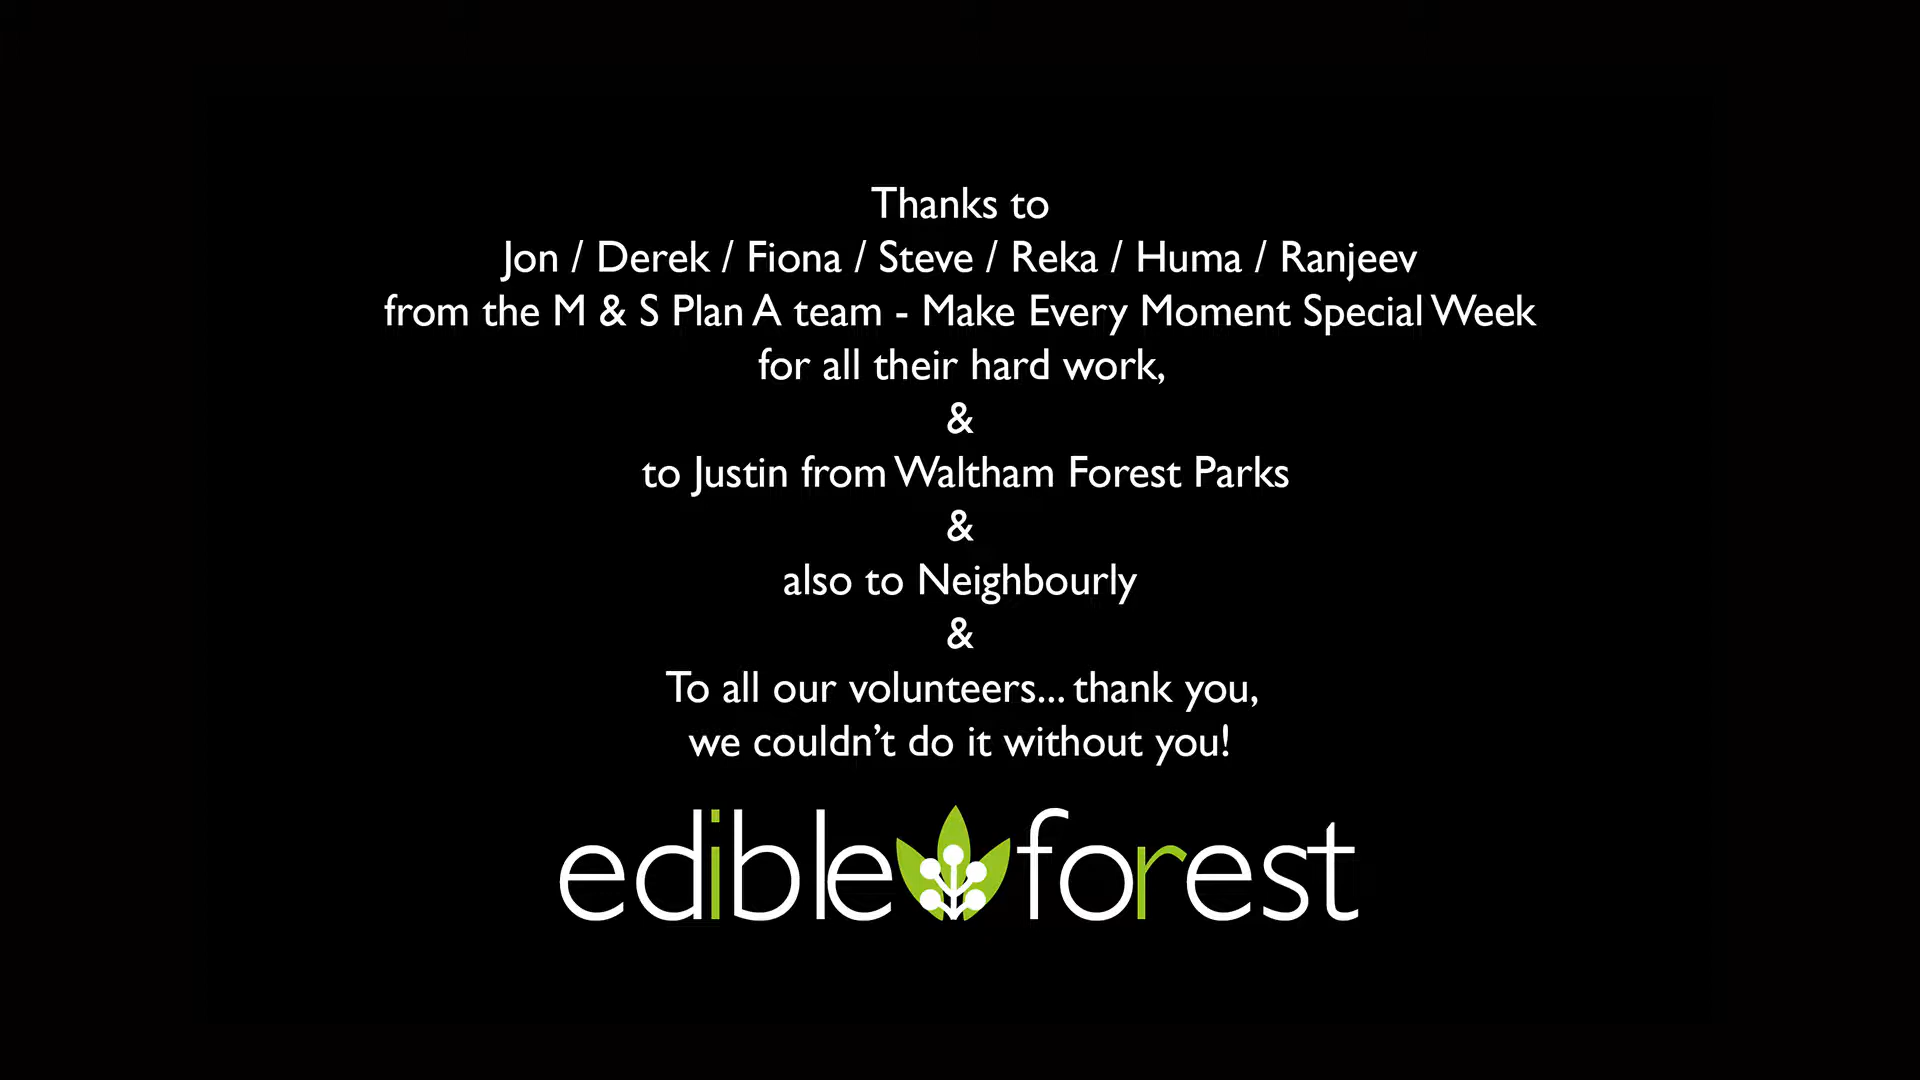 Thanks to
Jon / Derek / Fiona / Steve / Reka / Huma / Ranjeev
from the M & S Plan A team - Make Every Moment Special Week
for all their hard work,
&
to Justin from Waltham Forest Parks
&
also to Neighbourly
&
To all our volunteers... thank you,
we couldn’t do it without you!
edible forest